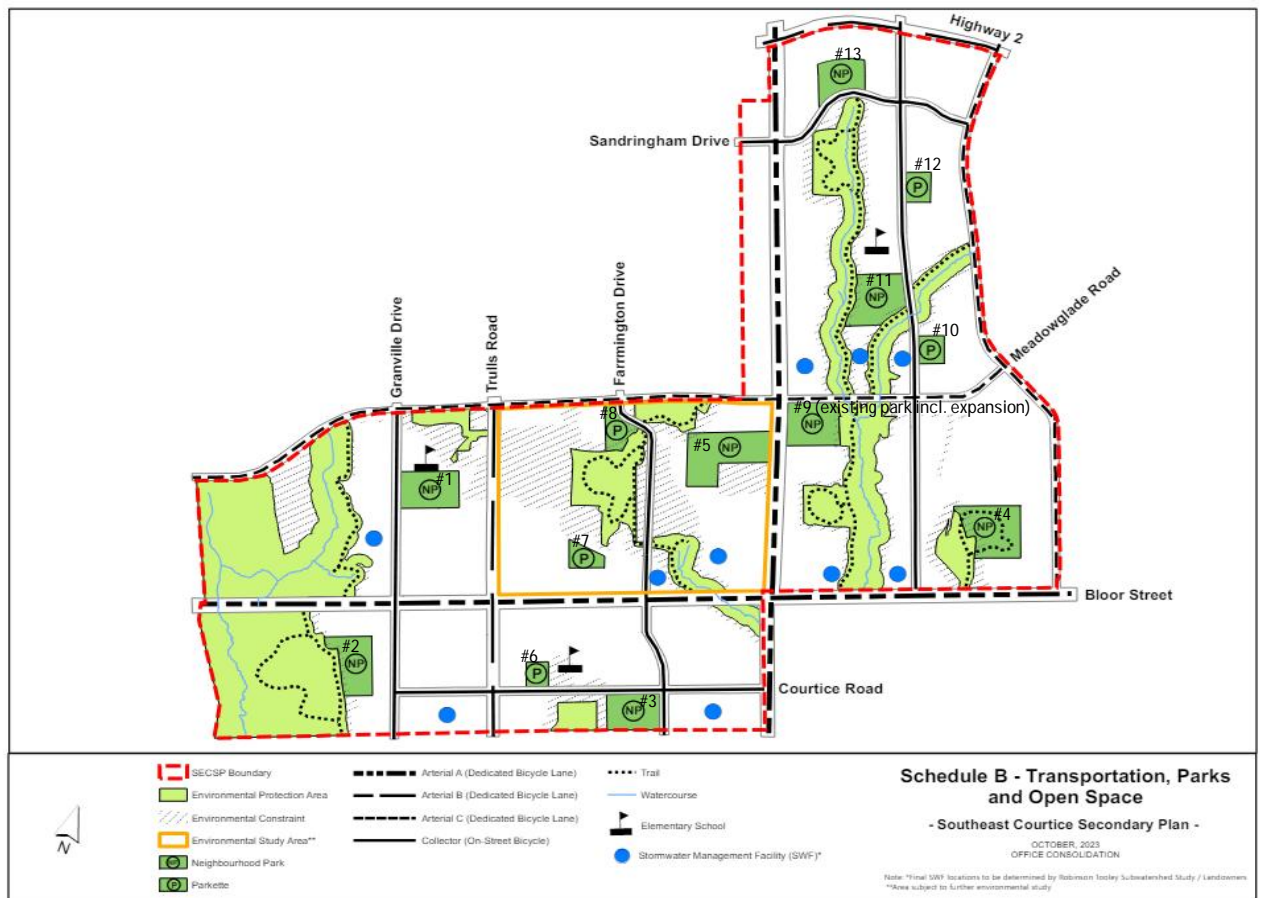 Highway 2
#13
NP
Sandringham Drive
#12
P
#11
NP
Meadowglade Road
#10
P
Granville Drive
Trulls Road
Farmington Drive
#9 (existing park incl. expansion)
NP
#8
P
#5 NP
#1
NP
#4
NP
#7
P
Bloor Street
#2
NP
#6
P
#3
NP
Courtice Road
N
SECSP Boundary
Environmental Protection Area
Environmental Constraint
Environmental Study Area**
NP Neighbourhood Park
P Parkette
Arterial A (Dedicated Bicycle Lane)
Arterial B (Dedicated Bicycle Lane)
Arterial C (Dedicated Bicycle Lane)
Collector (On-Street Bicycle)
Trail
Watercourse
Elementary School
Stormwater Management Facility (SWF)*
Schedule B - Transportation, Parks
and Open Space
- Southeast Courtice Secondary Plan -
OCTOBER, 2023
OFFICE CONSOLIDATION
Note: *Final SWF locations to be determined by Robinson Tooley Subwatershed Study / Landowners
**Area subject to further environmental study